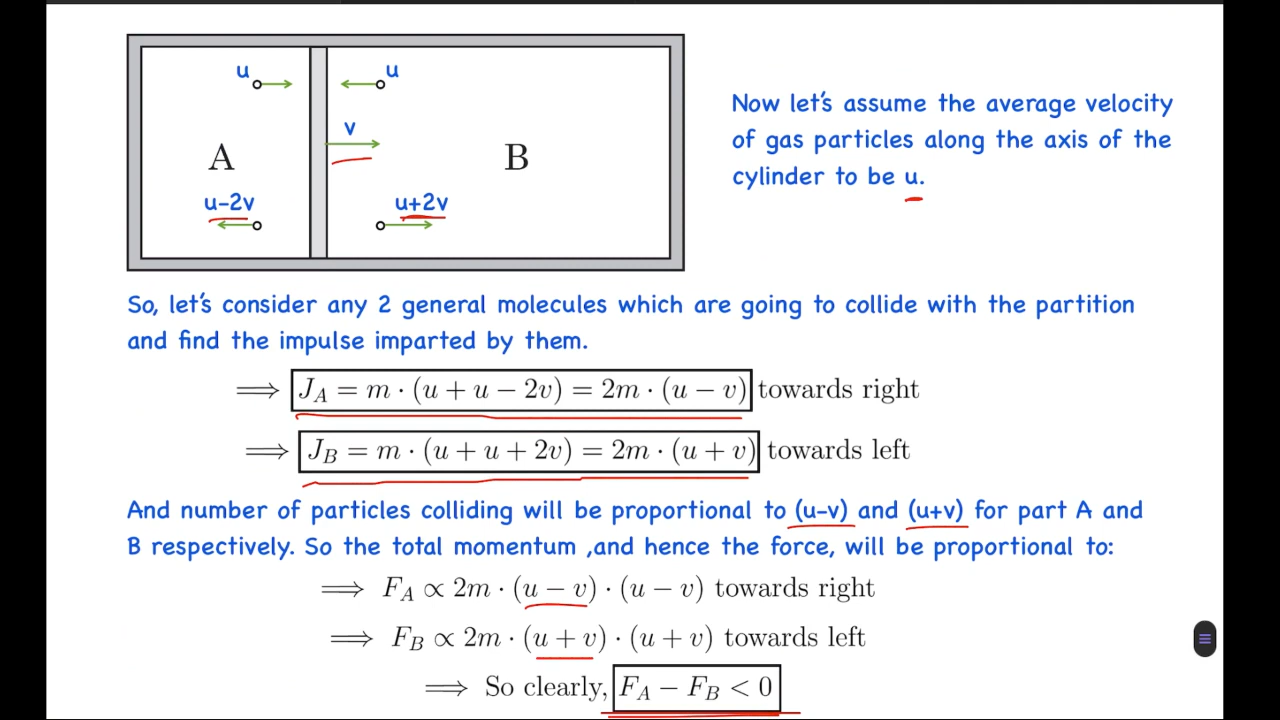 u
u
v
A
B
u-2v
u+2v
Now let's assume the average velocity
of gas particles along the axis of the
cylinder to be u.
So, let's consider any 2 general molecules which are going to collide with the partition
and find the impulse imparted by them.
⟹ J_A = m · (u + u − 2v) = 2m · (u − v) towards right
⟹ J_B = m · (u + u + 2v) = 2m · (u + v) towards left
And number of particles colliding will be proportional to (u-v) and (u+v) for part A and
B respectively. So the total momentum ,and hence the force, will be proportional to:
⟹ F_A ∝ 2m · (u − v) · (u − v) towards right
⟹ F_B ∝ 2m · (u + v) · (u + v) towards left
⟹ So clearly, F_A − F_B < 0